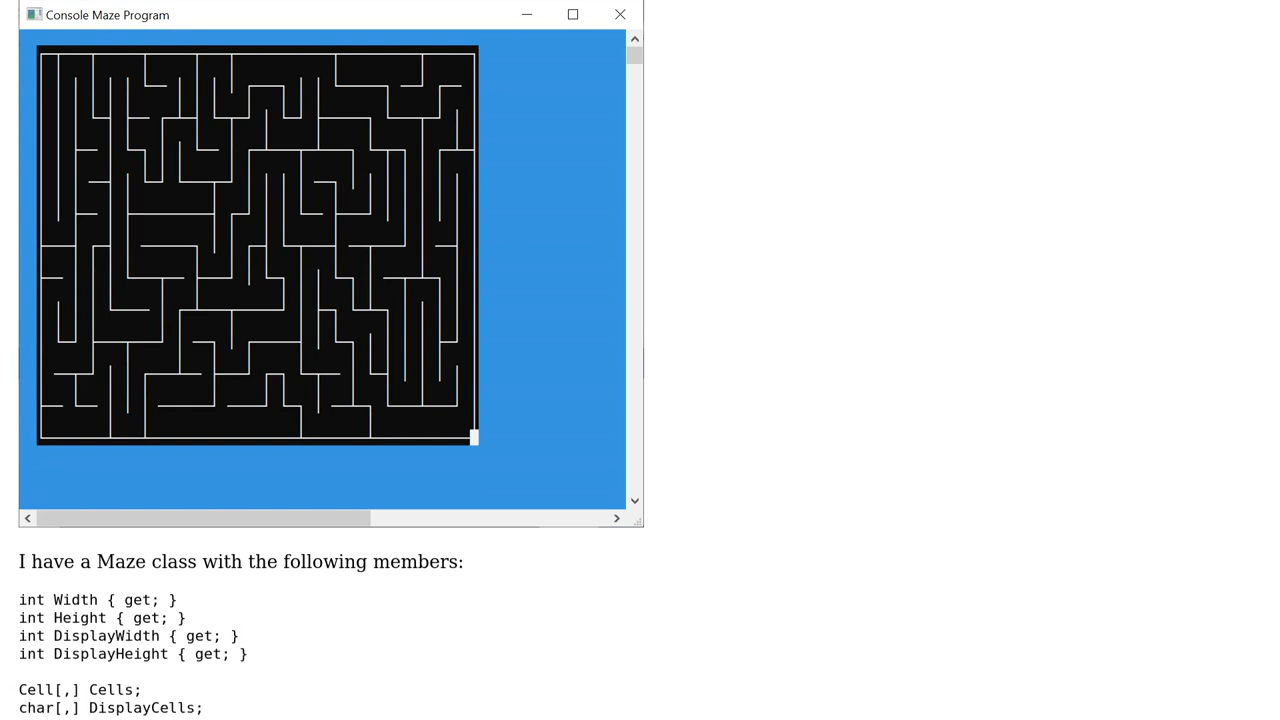 Console Maze Program
I have a Maze class with the following members:
int Width { get; }
int Height { get; }
int DisplayWidth { get; }
int DisplayHeight { get; }
Cell[,] Cells;
char[,] DisplayCells;